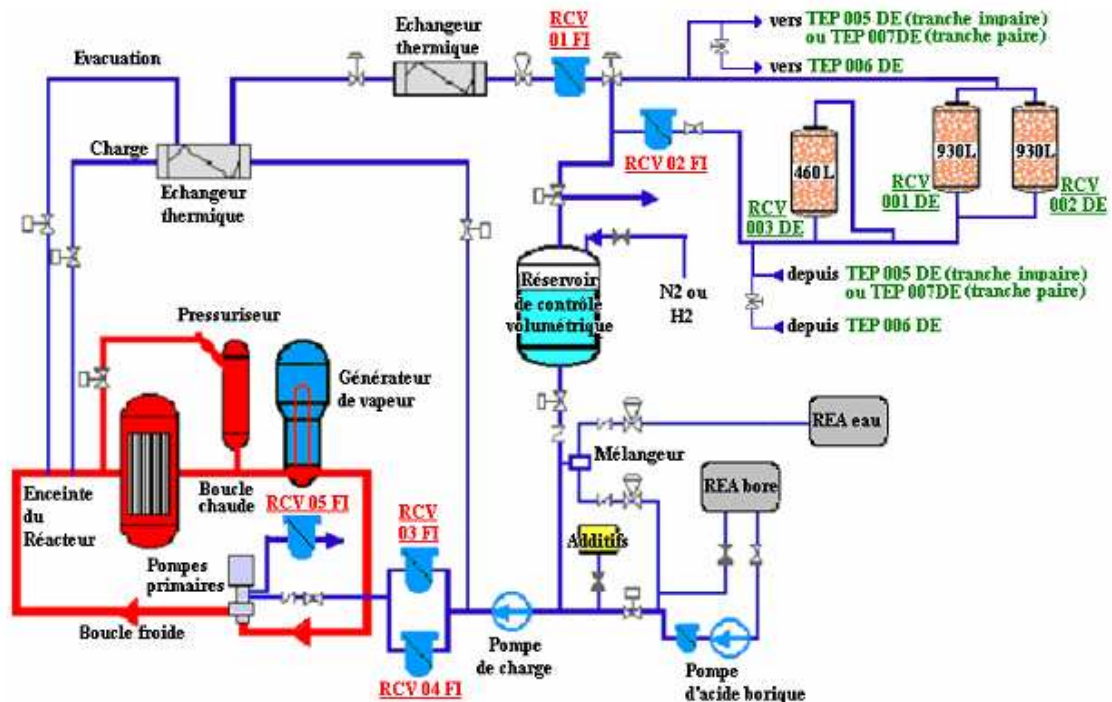 Evacuation
Echangeur
thermique
RCV
01 FI
vers TEP 005 DE (tranche impaire)
ou TEP 007DE (tranche paire)
vers TEP 006 DE
Charge
Echangeur
thermique
RCV 02 FI
460 L
930L
930L
RCV
003 DE
RCV
001 DE
RCV
002 DE
Réservoir
de contrôle
volumétrique
N2 ou
H2
depuis TEP 005 DE (tranche impaire)
ou TEP 007DE (tranche paire)
depuis TEP 006 DE
Pressuriseur
Générateur
de vapeur
REA eau
Mélangeur
REA bore
Enceinte
du
Réacteur
Boucle
chaude
RCV 05 FI
RCV
03 FI
Additifs
Pompes
primaires
Boucle froide
RCV 04 FI
Pompe
de charge
Pompe
d'acide borique